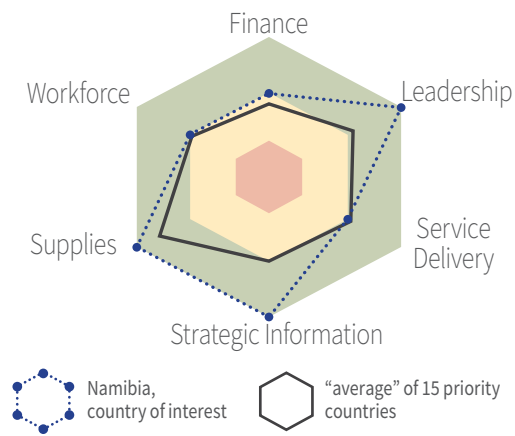 Finance
Workforce
Leadership
Supplies
Service
Delivery
Strategic Information
Namibia,
country of interest
“average” of 15 priority
countries